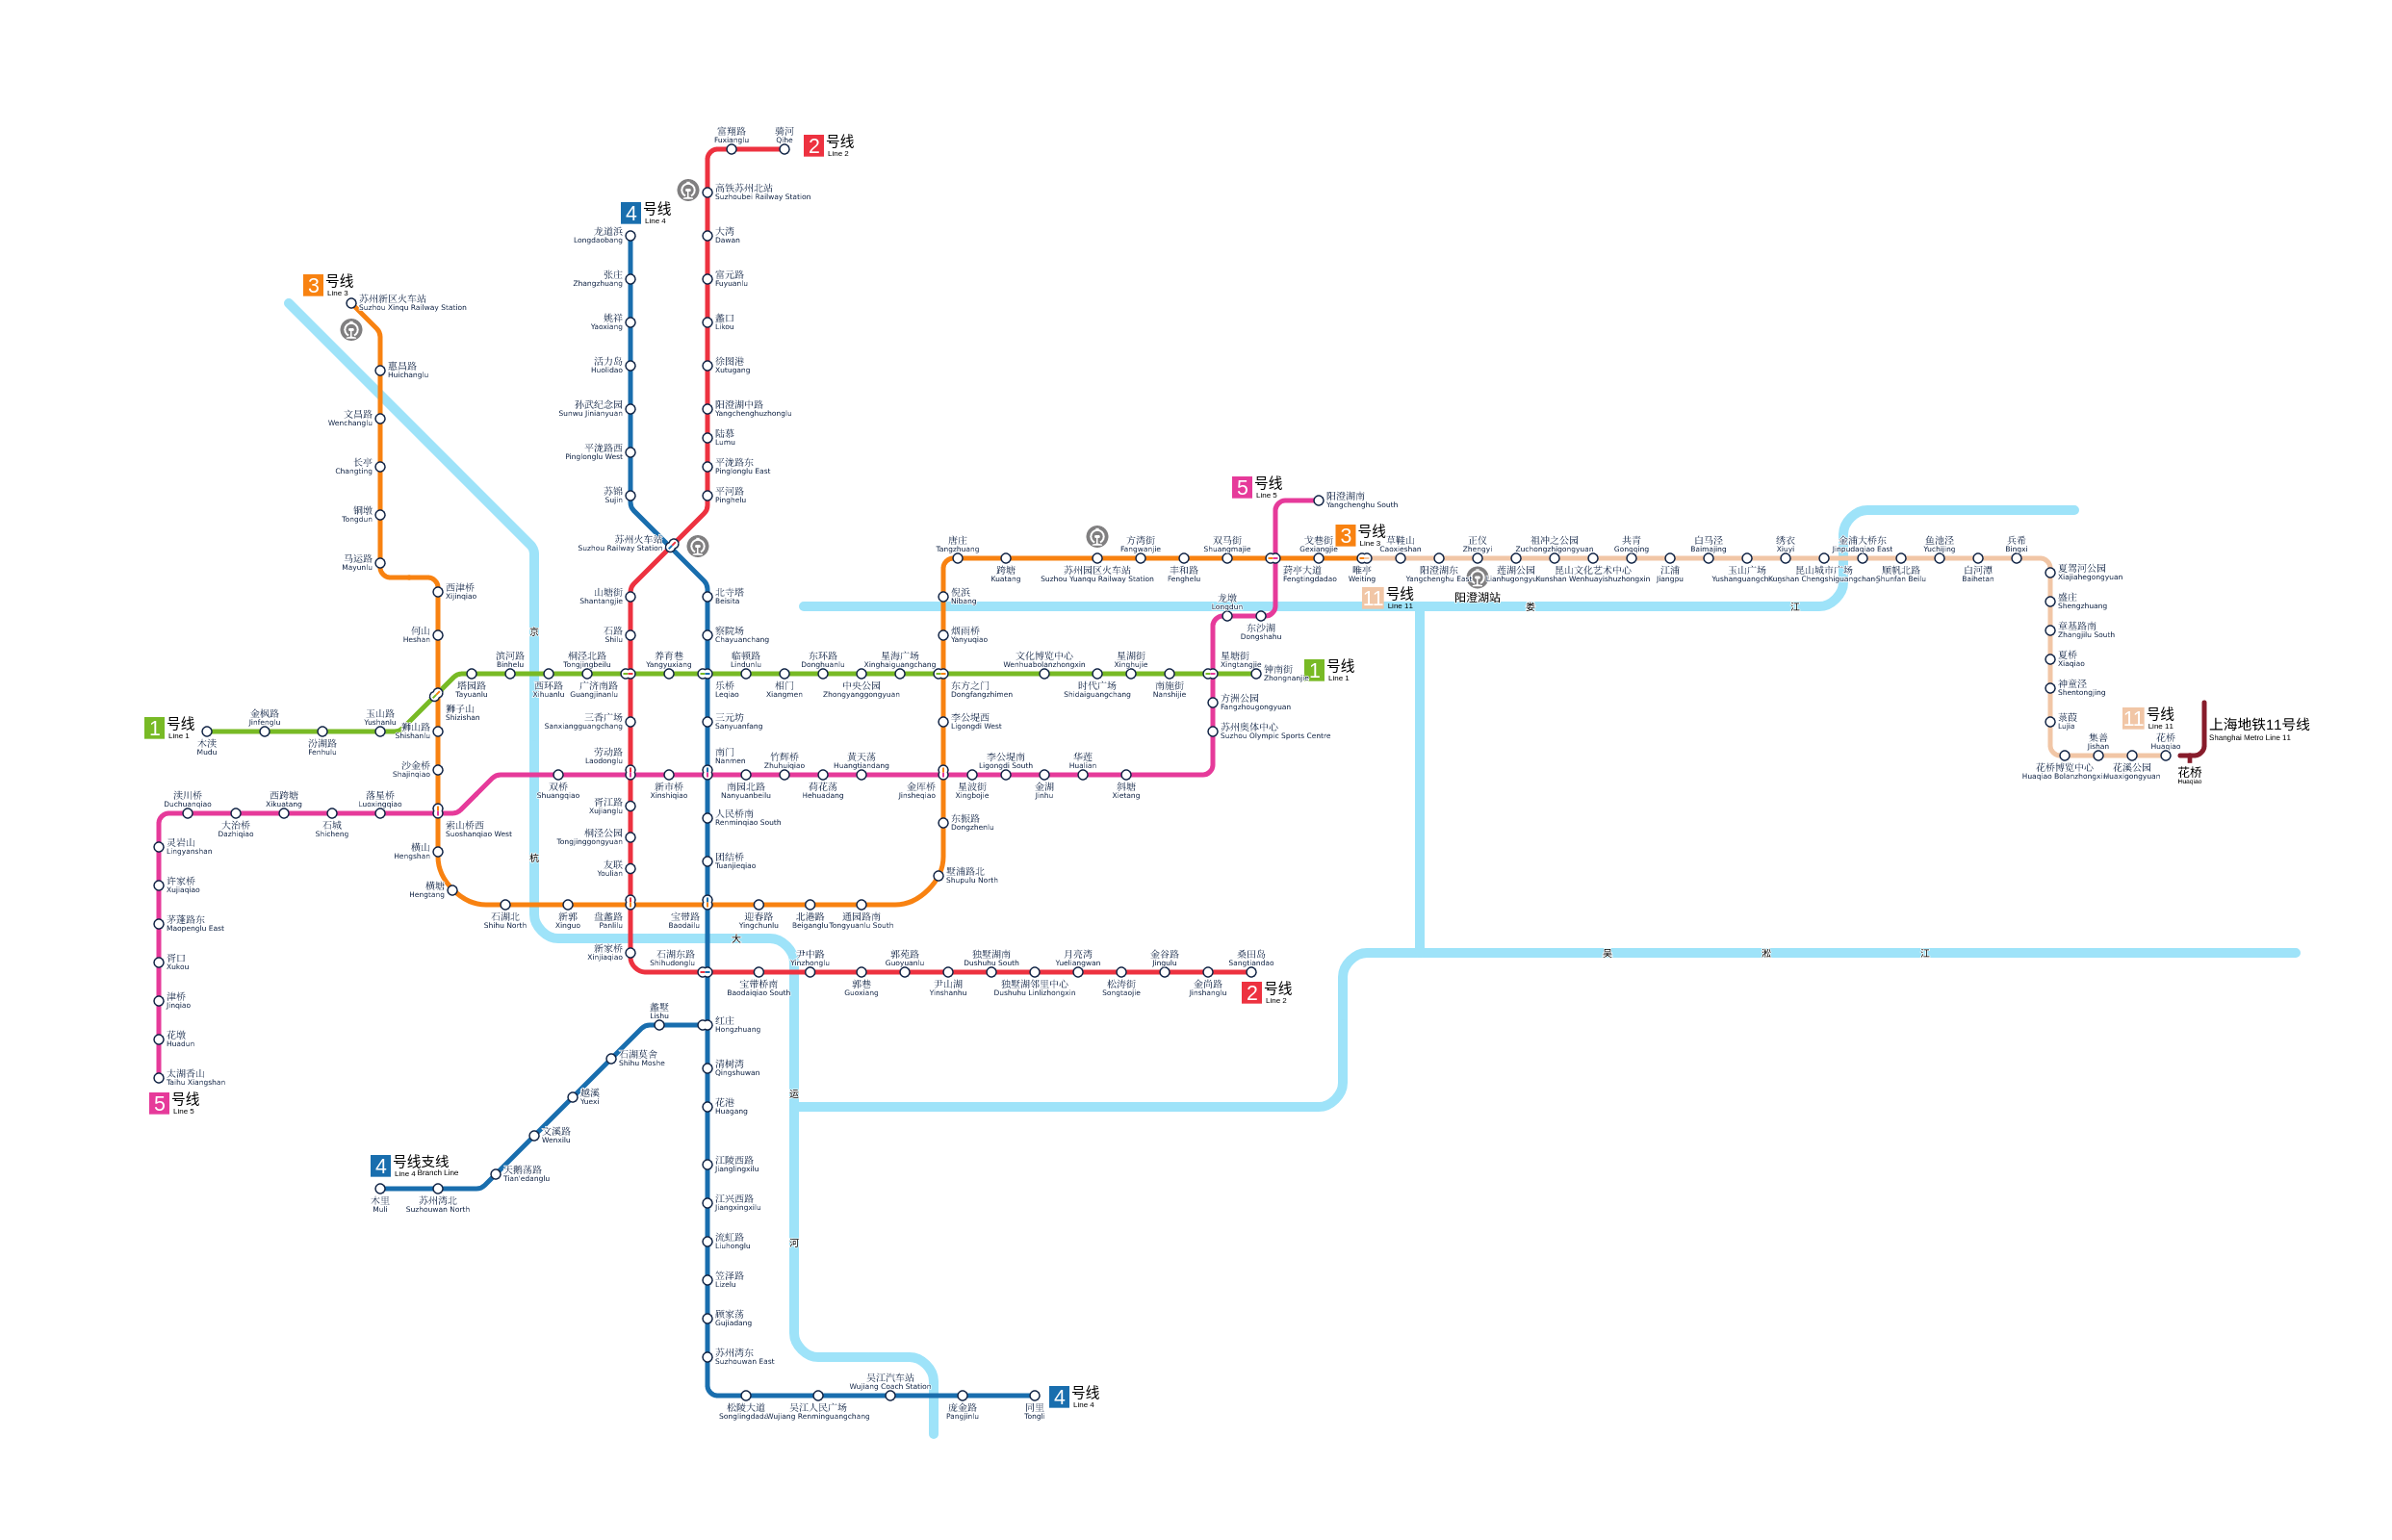 富翔路
Fuxianglu
骑河
Qihe
2 号线
Line 2
高铁苏州北站
Suzhoubei Railway Station
4 号线
Line 4
龙道浜
Longdaobang
大湾
Dawan
张庄
Zhangzhuang
富元路
Fuyuanlu
3 号线
Line 3
苏州新区火车站
Suzhou Xinqu Railway Station
姚祥
Yaoxiang
蠡口
Likou
惠昌路
Huichanglu
活力岛
Huolidao
徐图港
Xutugang
文昌路
Wenchanglu
孙武纪念园
Sunwu Jinianyuan
阳澄湖中路
Yangchenghuzhonglu
陆慕
Lumu
平泷路西
Pinglonglu West
平泷路东
Pinglonglu East
长亭
Changting
苏锦
Sujin
平河路
Pinghelu
5 号线
Line 5
阳澄湖南
Yangchenghu South
铜墩
Tongdun
马运路
Mayunlu
苏州火车站
Suzhou Railway Station
唐庄
Tangzhuang
跨塘
Kuatang
苏州园区火车站
Suzhou Yuanqu Railway Station
方湾街
Fangwanjie
丰和路
Fenghelu
双马街
Shuangmajie
葑亭大道
Fengtingdadao
戈巷街
Gexiangjie
3 号线
Line 3
唯亭
Weiting
11 号线
Line 11
草鞋山
Caoxieshan
阳澄湖东
Yangchenghu East
正仪
Zhengyi
阳澄湖站
莲湖公园
Lianhugongyuan
祖冲之公园
Zuchongzhigongyuan
昆山文化艺术中心
Kunshan Wenhuayishuzhongxin
共青
Gongqing
江浦
Jiangpu
白马泾
Baimajing
玉山广场
Yushanguangchang
绣衣
Xiuyi
昆山城市广场
Kunshan Chengshiguangchang
金浦大桥东
Jinpudaqiao East
顺帆北路
Shunfan Beilu
鱼池泾
Yuchijing
白河潭
Baihetan
兵希
Bingxi
夏驾河公园
Xiajiahegongyuan
盛庄
Shengzhuang
章基路南
Zhangjilu South
夏桥
Xiaqiao
神童泾
Shentongjing
菉葭
Lujia
花桥博览中心
Huaqiao Bolanzhongxin
集善
Jishan
花溪公园
Huaxigongyuan
花桥
Huaqiao
11 号线
Line 11
上海地铁11号线
Shanghai Metro Line 11
花桥
Huaqiao
西津桥
Xijinqiao
何山
Heshan
京
山塘街
Shantangjie
石路
Shilu
北寺塔
Beisita
察院场
Chayuanchang
倪浜
Nibang
烟雨桥
Yanyuqiao
龙墩
Longdun
东沙湖
Dongshahu
娄
江
1 号线
Line 1
木渎
Mudu
金枫路
Jinfenglu
汾湖路
Fenhulu
玉山路
Yushanlu
狮子山
Shizishan
塔园路
Tayuanlu
滨河路
Binhelu
西环路
Xihuanlu
桐泾北路
Tongjingbeilu
广济南路
Guangjinanlu
养育巷
Yangyuxiang
乐桥
Leqiao
临顿路
Lindunlu
相门
Xiangmen
东环路
Donghuanlu
中央公园
Zhongyanggongyuan
星海广场
Xinghaiguangchang
东方之门
Dongfangzhimen
文化博览中心
Wenhuabolanzhongxin
时代广场
Shidaiguangchang
星湖街
Xinghujie
南施街
Nanshijie
星塘街
Xingtangjie
钟南街
Zhongnanjie
1 号线
Line 1
方洲公园
Fangzhougongyuan
苏州奥体中心
Suzhou Olympic Sports Centre
狮山路
Shishanlu
沙金桥
Shajinqiao
三香广场
Sanxiangguangchang
三元坊
Sanyuanfang
李公堤西
Ligongdi West
劳动路
Laodonglu
南门
Nanmen
渎川桥
Duchuanqiao
大治桥
Dazhiqiao
西跨塘
Xikuatang
石城
Shicheng
落星桥
Luoxingqiao
索山桥西
Suoshanqiao West
双桥
Shuangqiao
新市桥
Xinshiqiao
南园北路
Nanyuanbeilu
竹辉桥
Zhuhuiqiao
荷花荡
Hehuadang
黄天荡
Huangtiandang
金厍桥
Jinsheqiao
星波街
Xingbojie
李公堤南
Ligongdi South
金湖
Jinhu
华莲
Hualian
斜塘
Xietang
灵岩山
Lingyanshan
许家桥
Xujiaqiao
茅蓬路东
Maopenglu East
胥口
Xukou
津桥
Jinqiao
花墩
Huadun
太湖香山
Taihu Xiangshan
5 号线
Line 5
横山
Hengshan
横塘
Hengtang
杭
胥江路
Xujianglu
桐泾公园
Tongjinggongyuan
友联
Youlian
人民桥南
Renminqiao South
团结桥
Tuanjieqiao
东振路
Dongzhenlu
墅浦路北
Shupulu North
石湖北
Shihu North
新郭
Xinguo
盘蠡路
Panlilu
宝带路
Baodailu
迎春路
Yingchunlu
北港路
Beiganglu
通园路南
Tongyuanlu South
大
新家桥
Xinjiaqiao
石湖东路
Shihudonglu
宝带桥南
Baodaiqiao South
尹中路
Yinzhonglu
郭巷
Guoxiang
郭苑路
Guoyuanlu
尹山湖
Yinshanhu
独墅湖南
Dushuhu South
独墅湖邻里中心
Dushuhu Linlizhongxin
月亮湾
Yueliangwan
松涛街
Songtaojie
金谷路
Jingulu
金尚路
Jinshanglu
桑田岛
Sangtiandao
2 号线
Line 2
吴
淞
江
蠡墅
Lishu
红庄
Hongzhuang
石湖莫舍
Shihu Moshe
越溪
Yuexi
文溪路
Wenxilu
天鹅荡路
Tian'edanglu
4 号线支线
Line 4 Branch Line
木里
Muli
苏州湾北
Suzhouwan North
清树湾
Qingshuwan
花港
Huagang
运
江陵西路
Jianglingxilu
江兴西路
Jiangxingxilu
流虹路
Liuhonglu
河
笠泽路
Lizelu
顾家荡
Gujiadang
苏州湾东
Suzhouwan East
松陵大道
Songlingdadao
吴江人民广场
Wujiang Renminguangchang
吴江汽车站
Wujiang Coach Station
庞金路
Pangjinlu
同里
Tongli
4 号线
Line 4